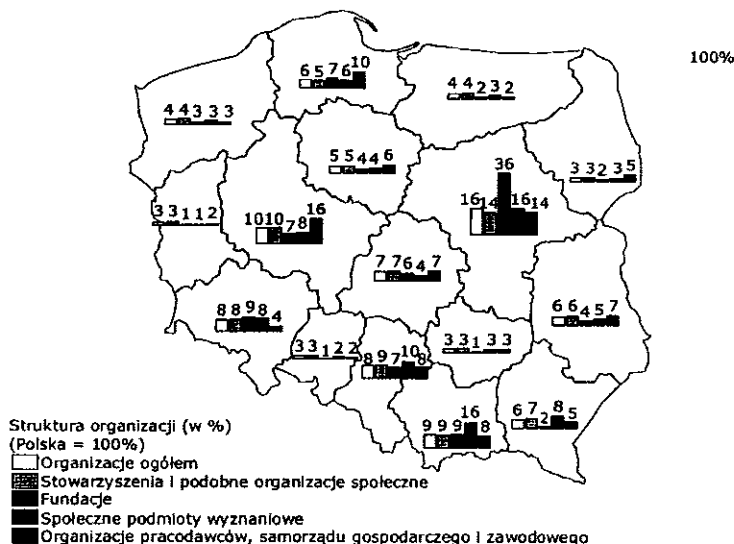 100%
10
6 5 7 6
4 4 2 3 2
4 4 3 3 3
36
5 5 4 4 6
3 3 2 3 5
16 14 16 14
3 3 1 1 2
10 10 7 8 16
7 7 6 4 7
8 8 9 8 4
6 6 4 5 7
3 3 1 2 2
3 3 1 3 3
8 9 7 10 8
6 7 2 8 5
9 9 9 16 8
Struktura organizacji (w %)
(Polska = 100%)
Organizacje ogółem
Stowarzyszenia i podobne organizacje społeczne
Fundacje
Społeczne podmioty wyznaniowe
Organizacje pracodawców, samorządu gospodarczego i zawodowego